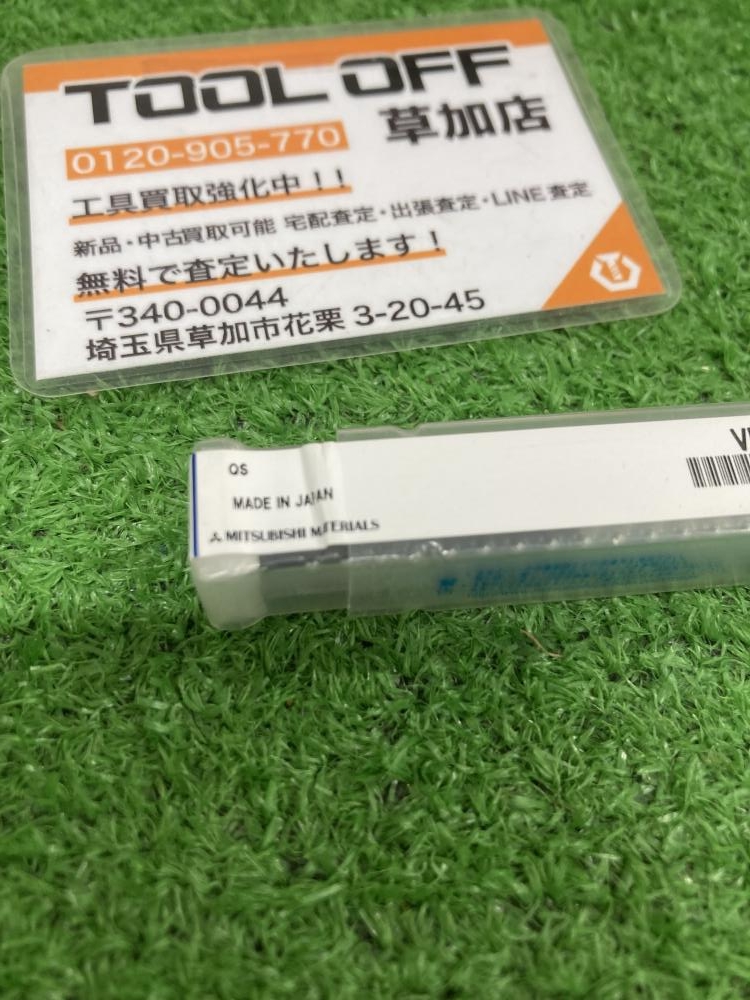 TOOL OFF
草加店
0120-905-770
工具買取強化中！！
新品・中古買取可能 宅配査定・出張査定・LINE査定
無料で査定いたします！
〒340-0044
埼玉県草加市花栗 3-20-45
QS
MADE IN JAPAN
MITSUBISHI MATERIALS